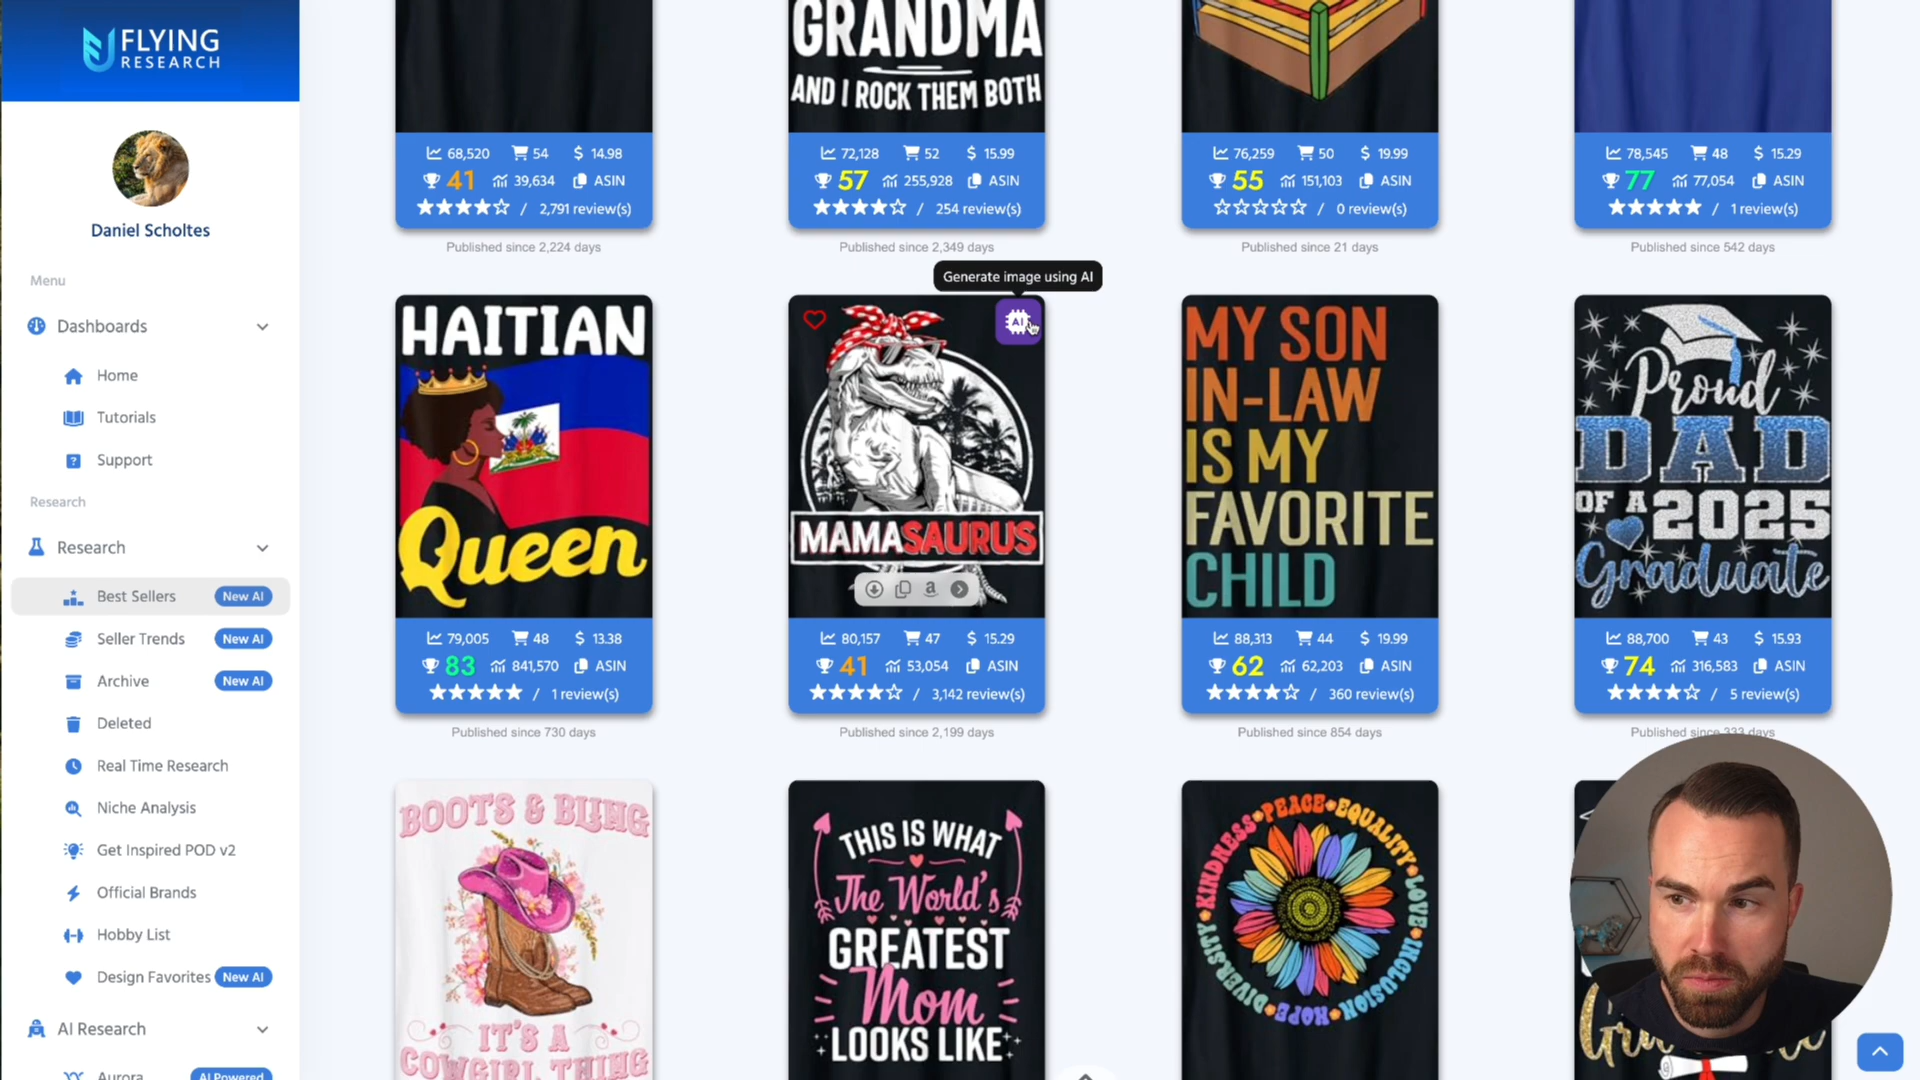 FLYING
RESEARCH
Daniel Scholtes
Menu
Dashboards
Home
Tutorials
Support
Research
Research
Best Sellers New AI
Seller Trends New AI
Archive New AI
Deleted
Real Time Research
Niche Analysis
Get Inspired POD v2
Official Brands
Hobby List
Design Favorites New AI
AI Research
Aurora AI Powered
68,520 54 $ 14.98
41 39,634 ASIN
/ 2,791 review(s)
Published since 2,224 days
GRANDMA
AND I ROCK THEM BOTH
72,128 52 $ 15.99
57 255,928 ASIN
/ 254 review(s)
Published since 2,349 days
76,259 50 $ 19.99
55 151,103 ASIN
/ 0 review(s)
Published since 21 days
78,545 48 $ 15.29
77 77,054 ASIN
/ 1 review(s)
Published since 542 days
Generate image using AI
HAITIAN
Queen
79,005 48 $ 13.38
83 841,570 ASIN
/ 1 review(s)
Published since 730 days
AI
MAMASAURUS
a
80,157 47 $ 15.29
41 53,054 ASIN
/ 3,142 review(s)
Published since 2,199 days
MY SON
IN-LAW
IS MY
FAVORITE
CHILD
88,313 44 $ 19.99
62 62,203 ASIN
/ 360 review(s)
Published since 854 days
Proud
DAD
OF A 2025
Graduate
88,700 43 $ 15.93
74 316,583 ASIN
/ 5 review(s)
Published since 333 days
BOOTS & BLING
IT'S A
COWGIRL THING
THIS IS WHAT
The World's
GREATEST
Mom
LOOKS LIKE
KINDNESS PEACE EQUALITY LOVE INCLUSION HOPE DIVERSITY